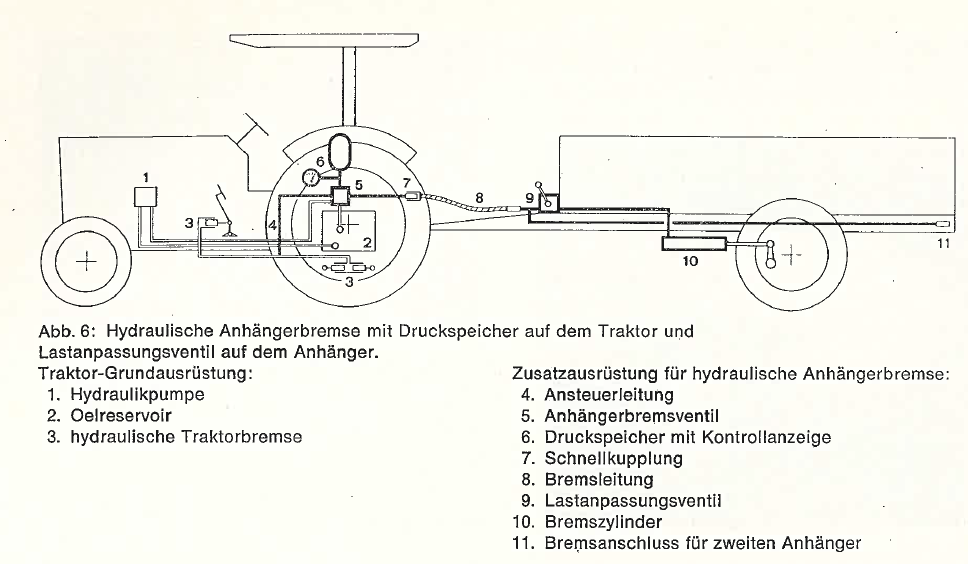 1
2
3
3
4
5
6
7
8
9
10
11
Abb. 6: Hydraulische Anhängerbremse mit Druckspeicher auf dem Traktor und
Lastanpassungsventil auf dem Anhänger.
Traktor-Grundausrüstung:
1. Hydraulikpumpe
2. Oelreservoir
3. hydraulische Traktorbremse
Zusatzausrüstung für hydraulische Anhängerbremse:
4. Ansteuerleitung
5. Anhängerbremsventil
6. Druckspeicher mit Kontrollanzeige
7. Schnellkupplung
8. Bremsleitung
9. Lastanpassungsventil
10. Bremszylinder
11. Bremsanschluss für zweiten Anhänger